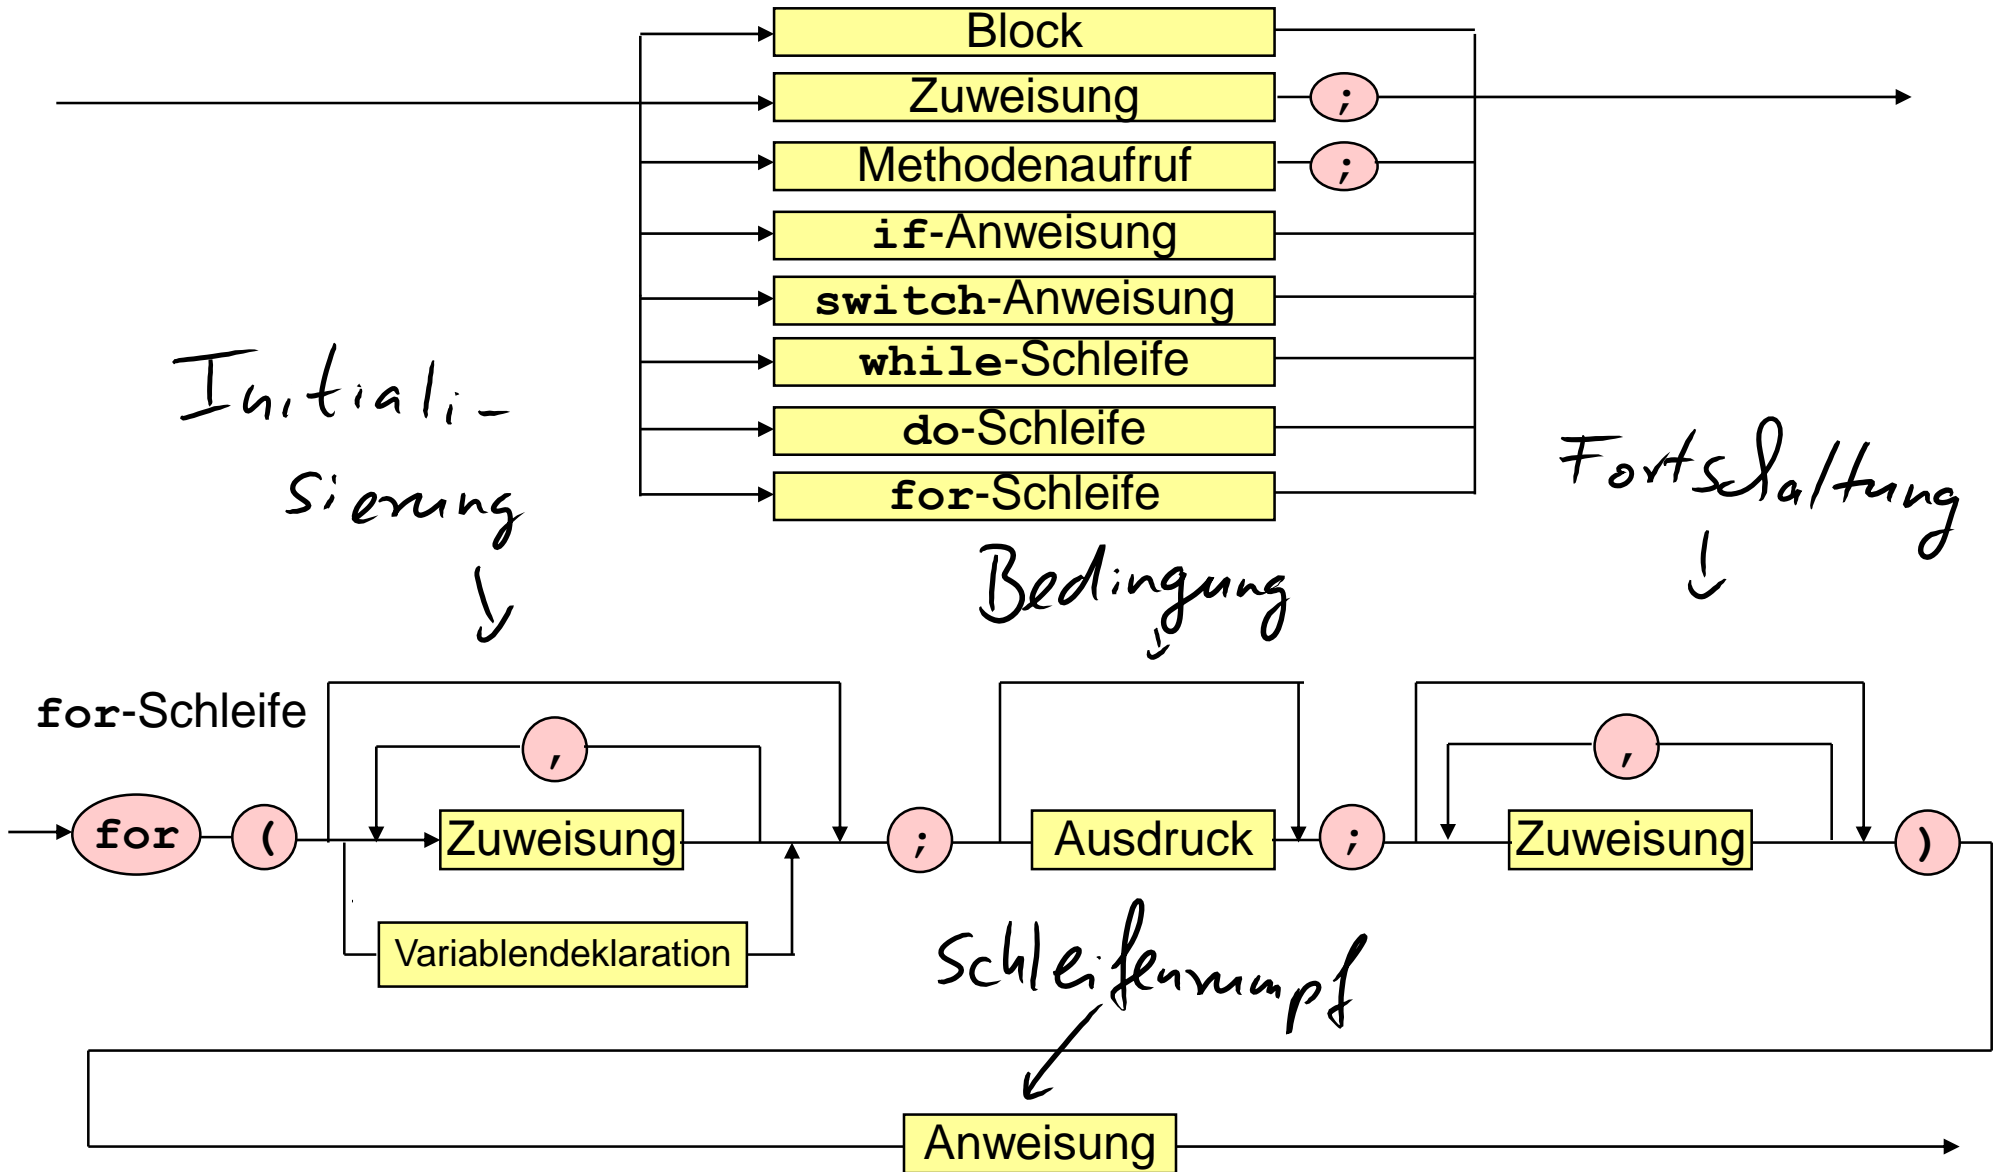 Block
Zuweisung ;
Methodenaufruf ;
if-Anweisung
switch-Anweisung
while-Schleife
do-Schleife
for-Schleife
Initiali-
sierung
Bedingung
Fortschaltung
for-Schleife
, ,
for ( Zuweisung ; Ausdruck ; Zuweisung )
Variablendeklaration
Schleifenrumpf
Anweisung